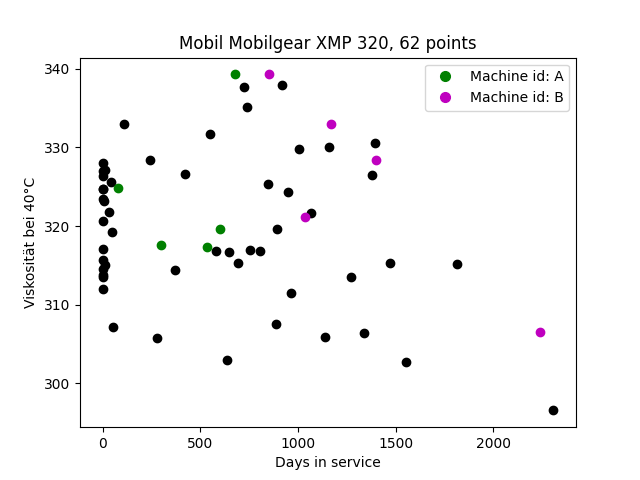 Mobil Mobilgear XMP 320, 62 points
Machine id: A
Machine id: B
Viskosität bei 40°C
340
330
320
310
300
0 500 1000 1500 2000
Days in service